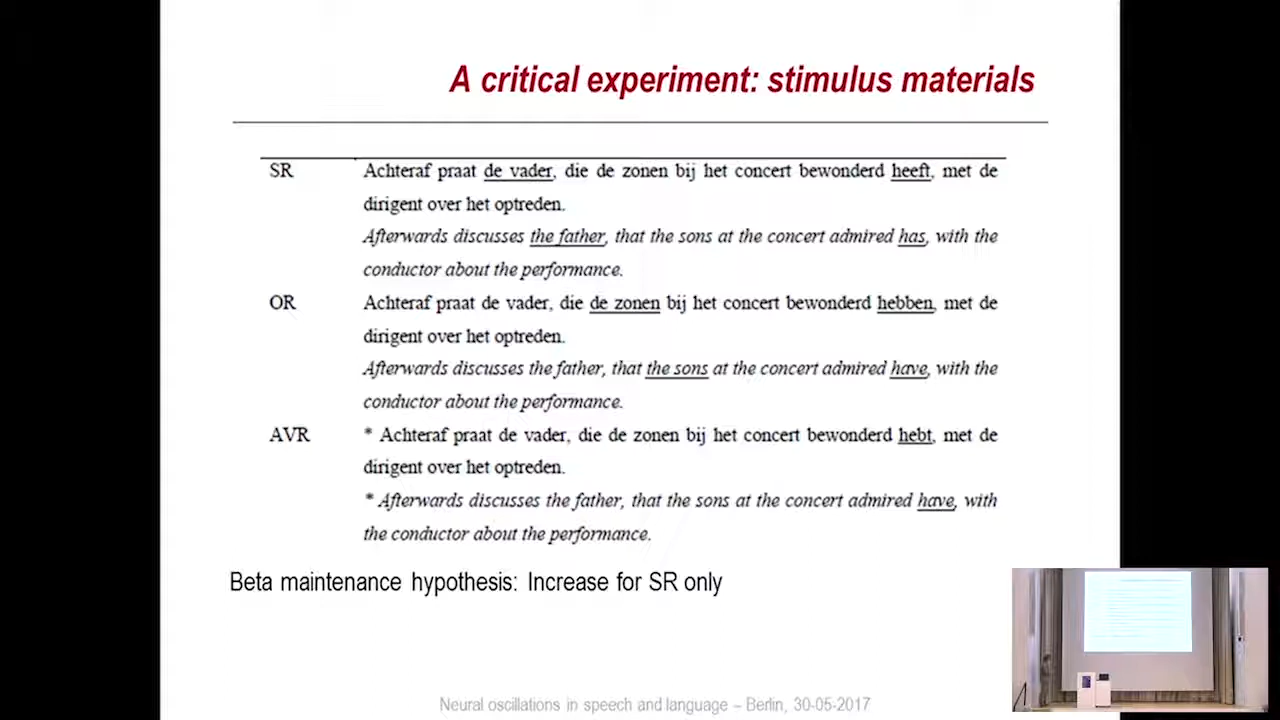 A critical experiment: stimulus materials
SR Achteraf praat de vader, die de zonen bij het concert bewonderd heeft, met de
dirigent over het optreden.
Afterwards discusses the father, that the sons at the concert admired has, with the
conductor about the performance.
OR Achteraf praat de vader, die de zonen bij het concert bewonderd hebben, met de
dirigent over het optreden.
Afterwards discusses the father, that the sons at the concert admired have, with the
conductor about the performance.
AVR * Achteraf praat de vader, die de zonen bij het concert bewonderd hebt, met de
dirigent over het optreden.
* Afterwards discusses the father, that the sons at the concert admired have, with
the conductor about the performance.
Beta maintenance hypothesis: Increase for SR only
Neural oscillations in speech and language – Berlin, 30-05-2017